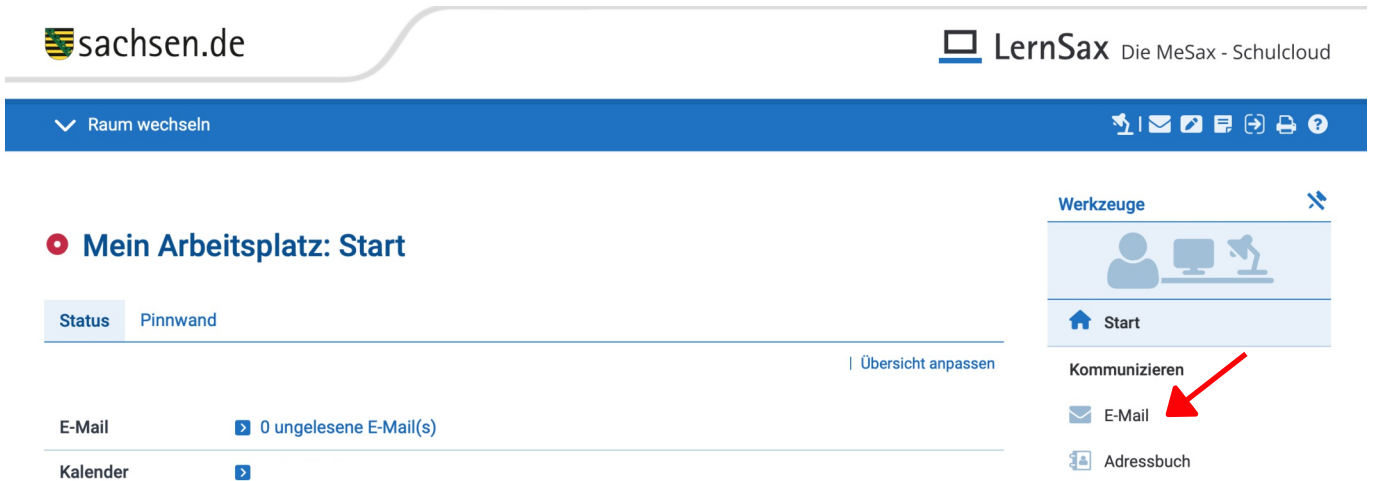 sachsen.de
LernSax Die MeSax - Schulcloud
Raum wechseln
Mein Arbeitsplatz: Start
Status Pinnwand
Übersicht anpassen
E-Mail 0 ungelesene E-Mail(s)
Kalender
Werkzeuge
Start
Kommunizieren
E-Mail
Adressbuch